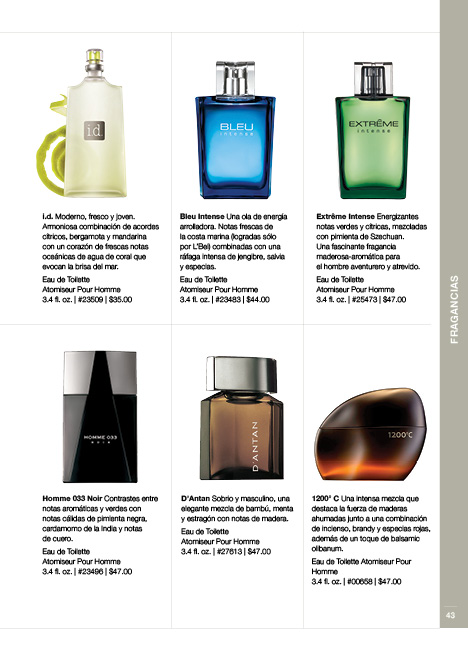 i.d.
BLEU
intense
EXTRÊME
intense
i.d. Moderno, fresco y joven.
Armoniosa combinación de acordes
cítricos, bergamota y mandarina
con un corazón de frescas notas
oceánicas de agua de coral que
evocan la brisa del mar.
Eau de Toilette
Atomiseur Pour Homme
3.4 fl. oz. | #23509 | $35.00
Bleu Intense Una ola de energía
arrolladora. Notas frescas de
la costa marina (logradas sólo
por L'Bel) combinadas con una
ráfaga intensa de jengibre, salvia
y especias.
Eau de Toilette
Atomiseur Pour Homme
3.4 fl. oz. | #23483 | $44.00
Extrême Intense Energizantes
notas verdes y cítricas, mezcladas
con pimienta de Szechuan.
Una fascinante fragancia
maderosa-aromática para
el hombre aventurero y atrevido.
Eau de Toilette
Atomiseur Pour Homme
3.4 fl. oz. | #25473 | $47.00
FRAGANCIAS
HOMME 033
NOIR
D'ANTAN
1200°C
Homme 033 Noir Contrastes entre
notas aromáticas y verdes con
notas cálidas de pimienta negra,
cardamomo de la India y notas
de cuero.
Eau de Toilette
Atomiseur Pour Homme
3.4 fl. oz. | #23496 | $47.00
D'Antan Sobrio y masculino, una
elegante mezcla de bambú, menta
y estragón con notas de madera.
Eau de Toilette
Atomiseur Pour Homme
3.4 fl. oz. | #27613 | $47.00
1200° C Una intensa mezcla que
destaca la fuerza de maderas
ahumadas junto a una combinación
de incienso, brandy y especias rojas,
además de un toque de balsamic
olibanum.
Eau de Toilette Atomiseur Pour
Homme
3.4 fl. oz. | #00658 | $47.00
43